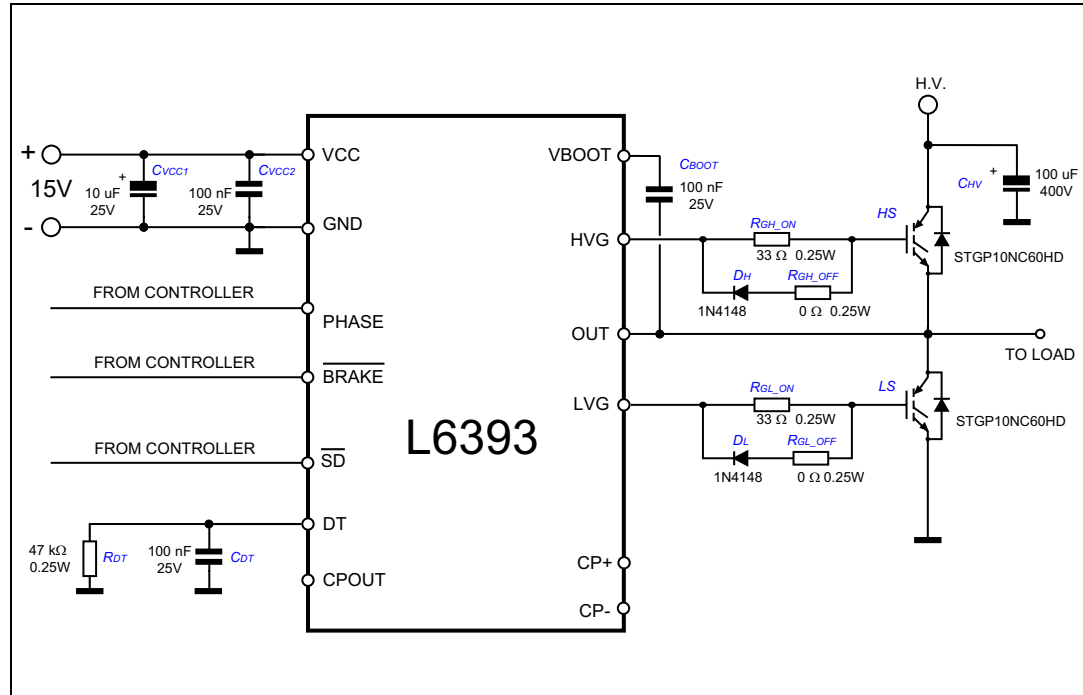 H.V.
+
15V
-
CVCC1
+
10 uF
25V
CVCC2
100 nF
25V
VCC
GND
FROM CONTROLLER
PHASE
FROM CONTROLLER
BRAKE
FROM CONTROLLER
SD
DT
47 kΩ
0.25W
RDT
100 nF
25V
CDT
CPOUT
L6393
VBOOT
CBOOT
100 nF
25V
HVG
RGH_ON
33 Ω 0.25W
DH
1N4148
RGH_OFF
0 Ω 0.25W
HS
STGP10NC60HD
CHV
+
100 uF
400V
OUT
TO LOAD
LVG
RGL_ON
33 Ω 0.25W
DL
1N4148
RGL_OFF
0 Ω 0.25W
LS
STGP10NC60HD
CP+
CP-